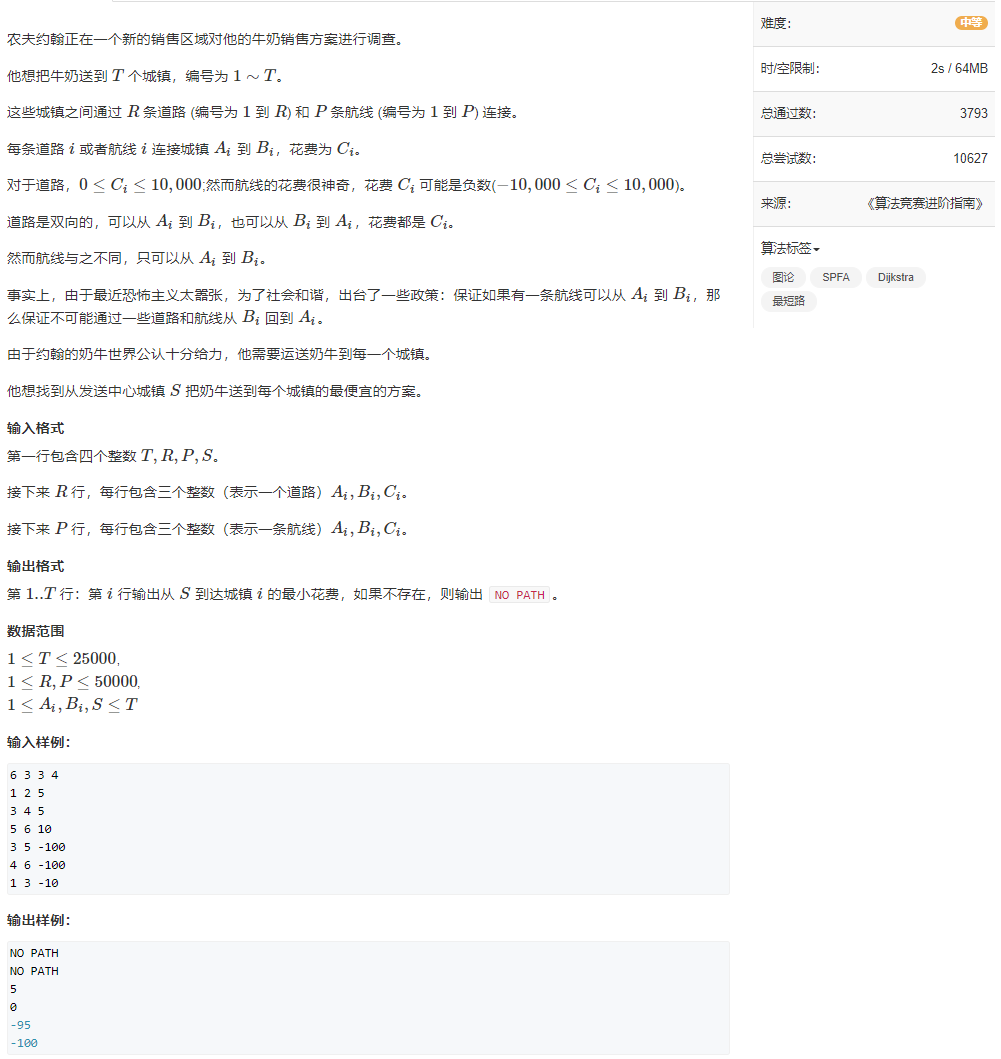 农夫约翰正在一个新的销售区域对他的牛奶销售方案进行调查。
他想把牛奶送到 T 个城镇，编号为 1 ∼ T。
这些城镇之间通过 R 条道路 (编号为 1 到 R) 和 P 条航线 (编号为 1 到 P) 连接。
每条道路 i 或者航线 i 连接城镇 A_i 到 B_i，花费为 C_i。
对于道路，0 ≤ C_i ≤ 10,000;然而航线的花费很神奇，花费 C_i 可能是负数(−10,000 ≤ C_i ≤ 10,000)。
道路是双向的，可以从 A_i 到 B_i，也可以从 B_i 到 A_i，花费都是 C_i。
然而航线与之不同，只可以从 A_i 到 B_i。
事实上，由于最近恐怖主义太嚣张，为了社会和谐，出台了一些政策：保证如果有一条航线可以从 A_i 到 B_i，那
么保证不可能通过一些道路和航线从 B_i 回到 A_i。
由于约翰的奶牛世界公认十分给力，他需要运送奶牛到每一个城镇。
他想找到从发送中心城镇 S 把奶牛送到每个城镇的最便宜的方案。
输入格式
第一行包含四个整数 T, R, P, S。
接下来 R 行，每行包含三个整数（表示一个道路）A_i, B_i, C_i。
接下来 P 行，每行包含三个整数（表示一条航线）A_i, B_i, C_i。
输出格式
第 1..T 行：第 i 行输出从 S 到达城镇 i 的最小花费，如果不存在，则输出 NO PATH 。
数据范围
1 ≤ T ≤ 25000,
1 ≤ R, P ≤ 50000,
1 ≤ A_i, B_i, S ≤ T
输入样例：
6 3 3 4
1 2 5
3 4 5
5 6 10
3 5 -100
4 6 -100
1 3 -10
输出样例：
NO PATH
NO PATH
5
0
-95
-100
难度： 中等
时/空限制： 2s / 64MB
总通过数： 3793
总尝试数： 10627
来源： 《算法竞赛进阶指南》
算法标签
图论 SPFA Dijkstra
最短路